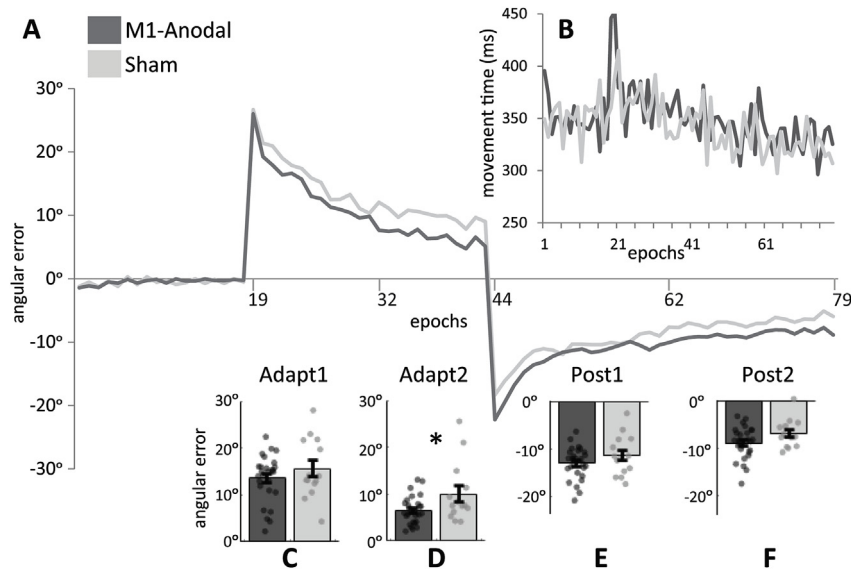 A
M1-Anodal
Sham
30º
20º
10º
0º
-10º
-20º
-30º
angular error
19
32
44
62
79
epochs
B
450
400
350
300
250
movement time (ms)
1
21
41
61
epochs
Adapt1
30º
20º
10º
0º
angular error
C
Adapt2
30º
20º
10º
0º
*
D
Post1
0º
-10º
-20º
E
Post2
0º
-10º
-20º
F